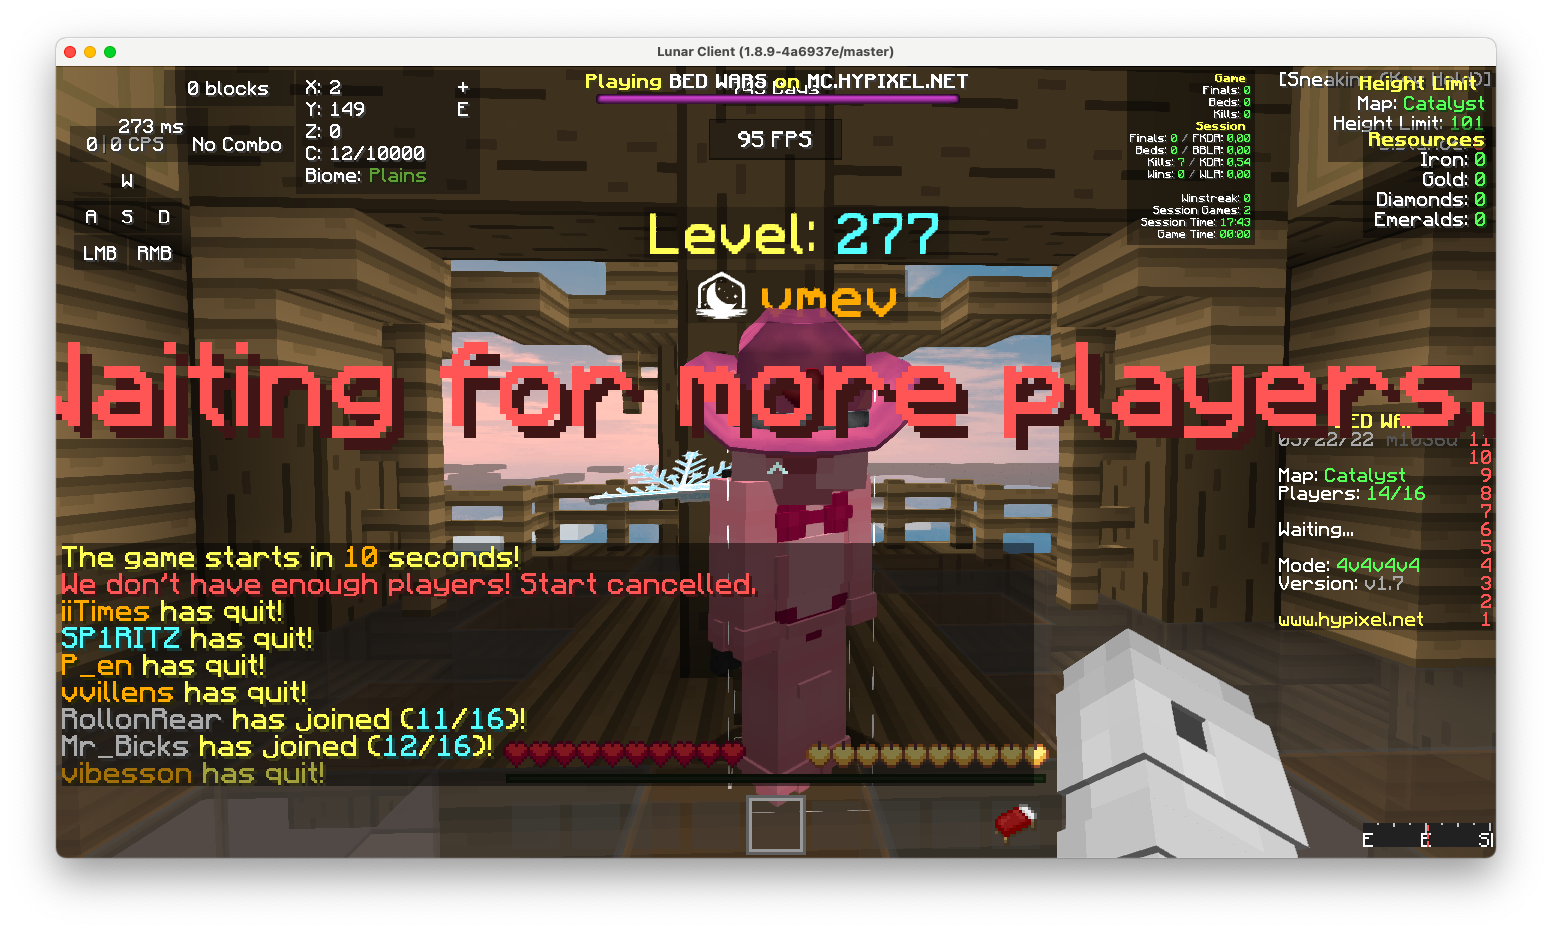 Lunar Client (1.8.9-4a6937e/master)
0 blocks
273 ms
0 | 0 CPS
No Combo
W
A S D
LMB RMB
X: 2
Y: 149
Z: 0
C: 12/10000
Biome: Plains
+
E
Playing BED WARS on MC.HYPIXEL.NET
95 FPS
Game
Finals: 0
Beds: 0
Kills: 0
Session
Finals: 0 / FKDR: 0,00
Beds: 0 / BBLR: 0,00
Kills: 7 / KDR: 0,54
Wins: 0 / WLR: 0,00
Winstreak: 0
Session Games: 2
Session Time: 17:43
Game Time: 00:00
Height Limit
Map: Catalyst
Height Limit: 101
Resources
Iron: 0
Gold: 0
Diamonds: 0
Emeralds: 0
Level: 277
vmev
Waiting for more players.
BED WA
05/22/22 11
10
Map: Catalyst 9
Players: 14/16 8
7
Waiting... 6
5
Mode: 4v4v4v4 4
Version: v1.7 3
2
www.hypixel.net 1
The game starts in 10 seconds!
We don't have enough players! Start cancelled.
iiTimes has quit!
SP1RITZ has quit!
P_en has quit!
vvillens has quit!
RollonRear has joined (11/16)!
Mr_Bicks has joined (12/16)!
vibesson has quit!
E E S